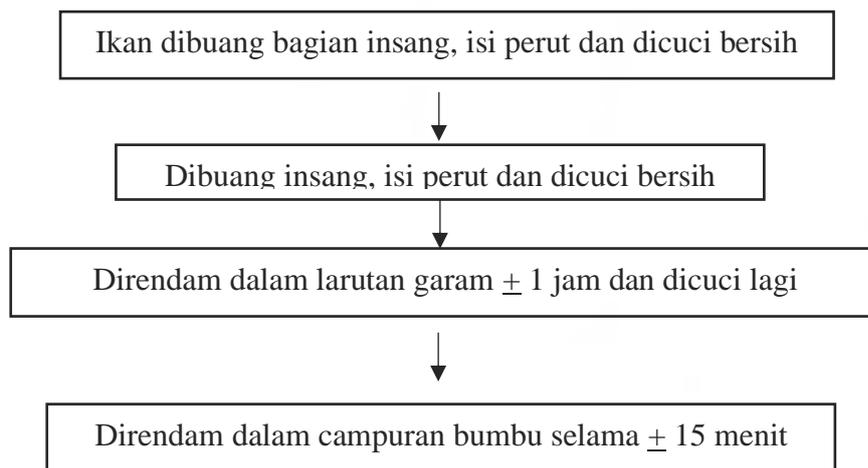 Ikan dibuang bagian insang, isi perut dan dicuci bersih
Dibuang insang, isi perut dan dicuci bersih
Direndam dalam larutan garam ± 1 jam dan dicuci lagi
Direndam dalam campuran bumbu selama ± 15 menit